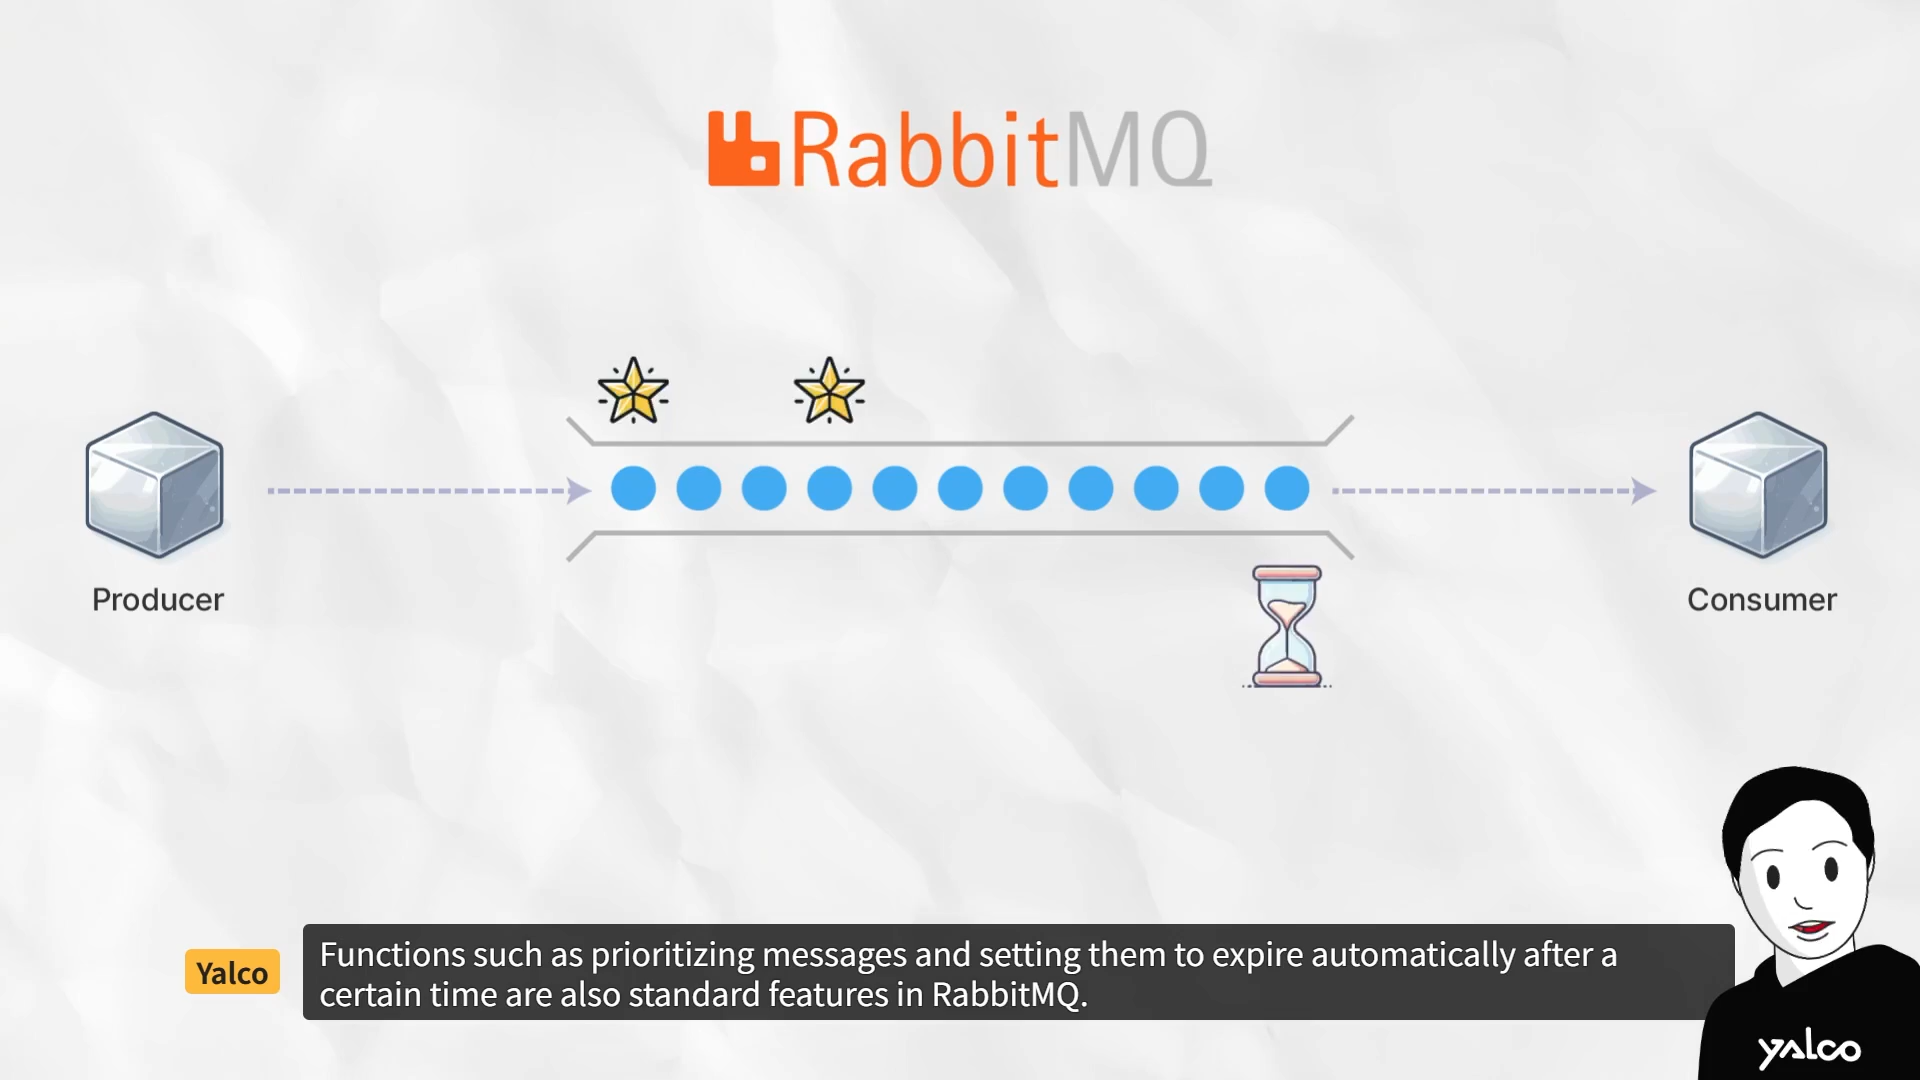 RabbitMQ
Producer
Consumer
Yalco
Functions such as prioritizing messages and setting them to expire automatically after a
certain time are also standard features in RabbitMQ.
yalco